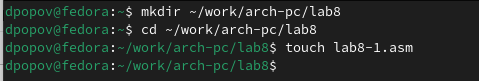 dpopov@fedora:~$ mkdir ~/work/arch-pc/lab8
dpopov@fedora:~$ cd ~/work/arch-pc/lab8
dpopov@fedora:~/work/arch-pc/lab8$ touch lab8-1.asm
dpopov@fedora:~/work/arch-pc/lab8$